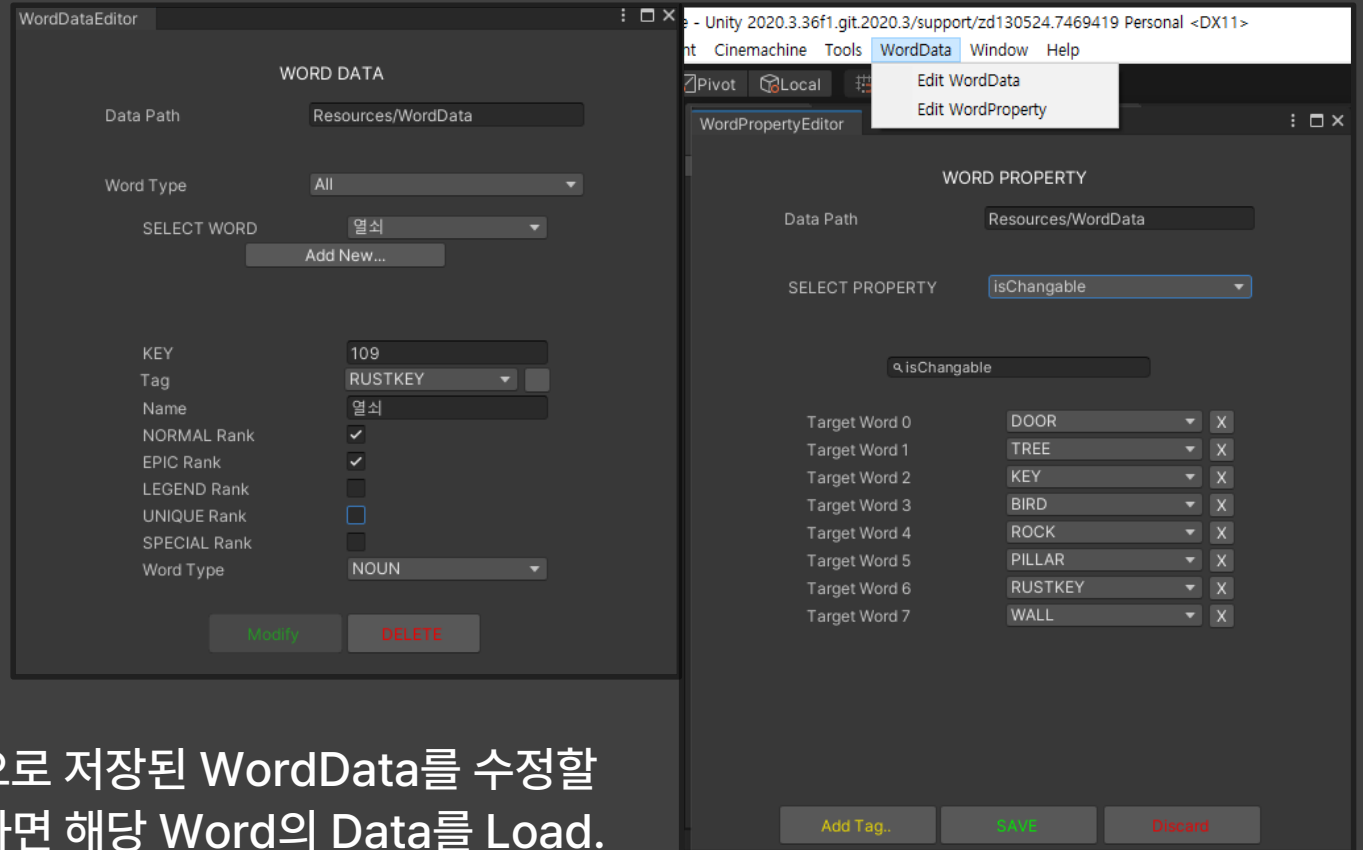 WordDataEditor
WORD DATA
Data Path Resources/WordData
Word Type All
SELECT WORD 열쇠
Add New...
KEY 109
Tag RUSTKEY
Name 열쇠
NORMAL Rank
EPIC Rank
LEGEND Rank
UNIQUE Rank
SPECIAL Rank
Word Type NOUN
Modify DELETE
- Unity 2020.3.36f1.git.2020.3/support/zd130524.7469419 Personal <DX11>
Cinemachine Tools WordData Window Help
Pivot Local
Edit WordData
Edit WordProperty
WordPropertyEditor
WORD PROPERTY
Data Path Resources/WordData
SELECT PROPERTY isChangable
isChangable
Target Word 0 DOOR X
Target Word 1 TREE X
Target Word 2 KEY X
Target Word 3 BIRD X
Target Word 4 ROCK X
Target Word 5 PILLAR X
Target Word 6 RUSTKEY X
Target Word 7 WALL X
Add Tag.. SAVE Discard
으로 저장된 WordData를 수정할
하면 해당 Word의 Data를 Load.